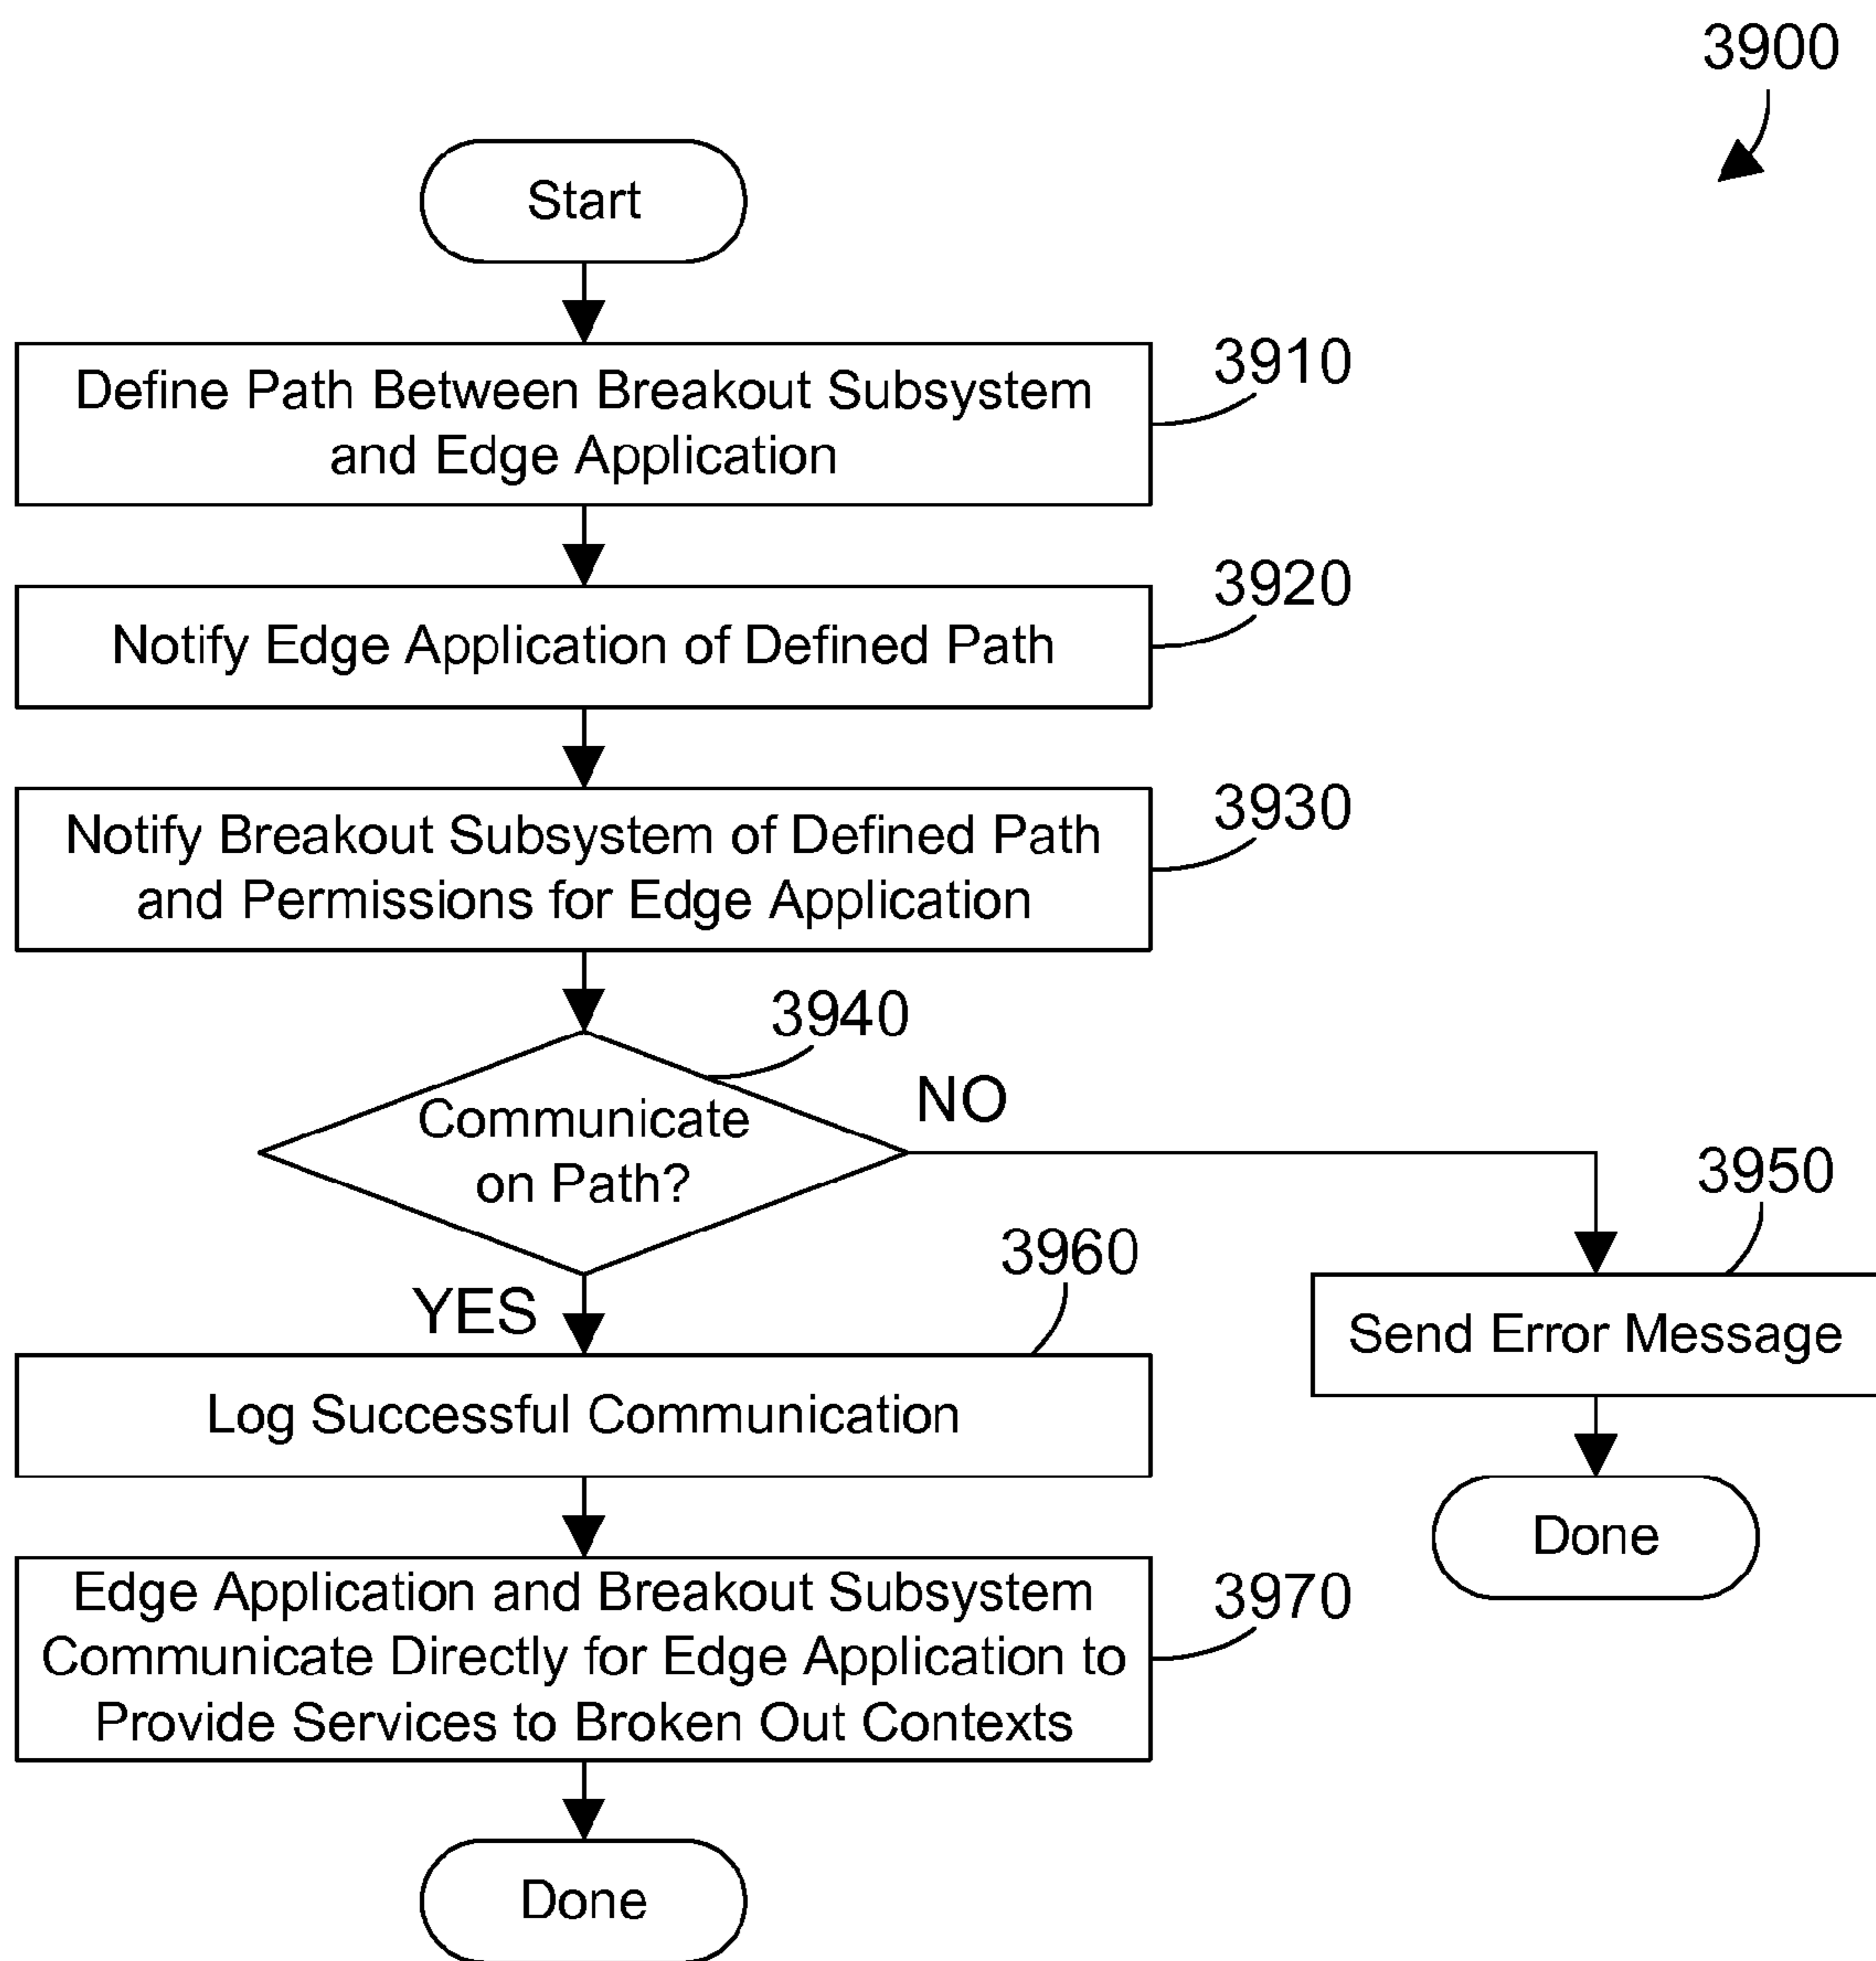 3900
Start
Define Path Between Breakout Subsystem
and Edge Application
3910
Notify Edge Application of Defined Path
3920
Notify Breakout Subsystem of Defined Path
and Permissions for Edge Application
3930
3940
Communicate
on Path?
NO
YES
3950
Send Error Message
Done
3960
Log Successful Communication
Edge Application and Breakout Subsystem
Communicate Directly for Edge Application to
Provide Services to Broken Out Contexts
3970
Done